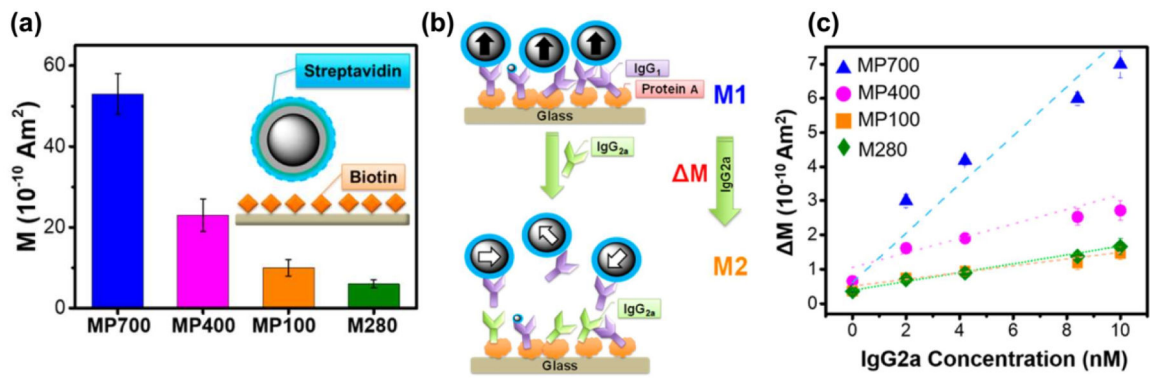 (a)
60
40
20
0
M (10⁻¹⁰ Am²)
Streptavidin
Biotin
MP700 MP400 MP100 M280
(b)
IgG₁
Protein A
Glass
M1
IgG₂ₐ
ΔM
IgG2a
M2
IgG₂ₐ
Glass
(c)
7
6
5
4
3
2
1
0
ΔM (10⁻¹⁰ Am²)
MP700
MP400
MP100
M280
0 2 4 6 8 10
IgG2a Concentration (nM)